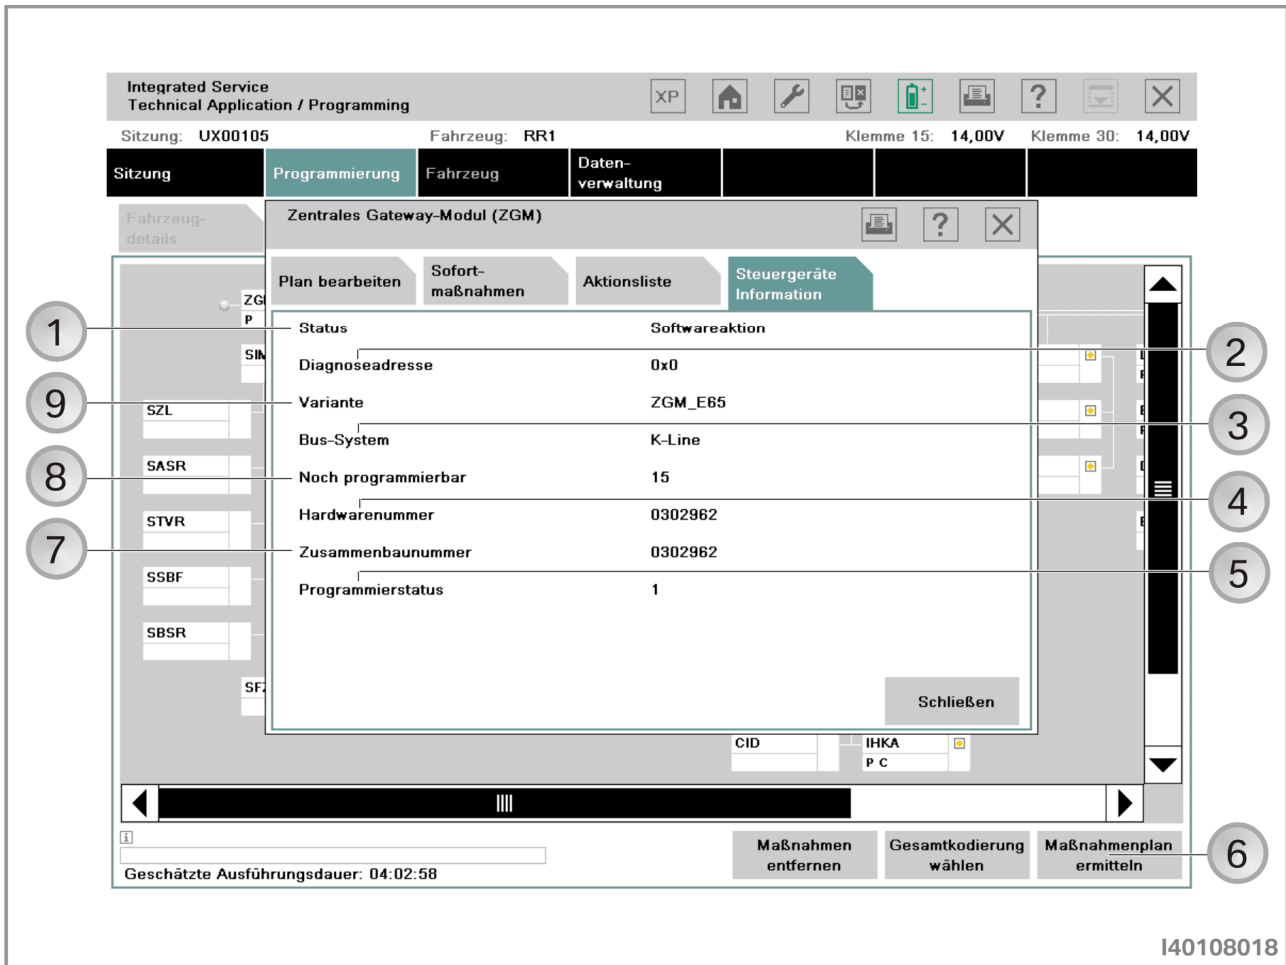 Integrated Service
Technical Application / Programming
XP
Sitzung: UX00105 Fahrzeug: RR1 Klemme 15: 14,00V Klemme 30: 14,00V
Sitzung Programmierung Fahrzeug Daten-
verwaltung
Fahrzeug-
details
Zentrales Gateway-Modul (ZGM)
Plan bearbeiten Sofort-
maßnahmen Aktionsliste Steuergeräte
Information
P
1 Status Softwareaktion
2 Diagnoseadresse 0x0
9 Variante ZGM_E65
3 Bus-System K-Line
8 Noch programmierbar 15
4 Hardwarenummer 0302962
7 Zusammenbaunummer 0302962
5 Programmierstatus 1
SZL
SASR
STVR
SSBF
SBSR
Schließen
CID IHKA
P C
Maßnahmen
entfernen
Gesamtkodierung
wählen
Maßnahmenplan
ermitteln
6
i
Geschätzte Ausführungsdauer: 04:02:58
I40108018